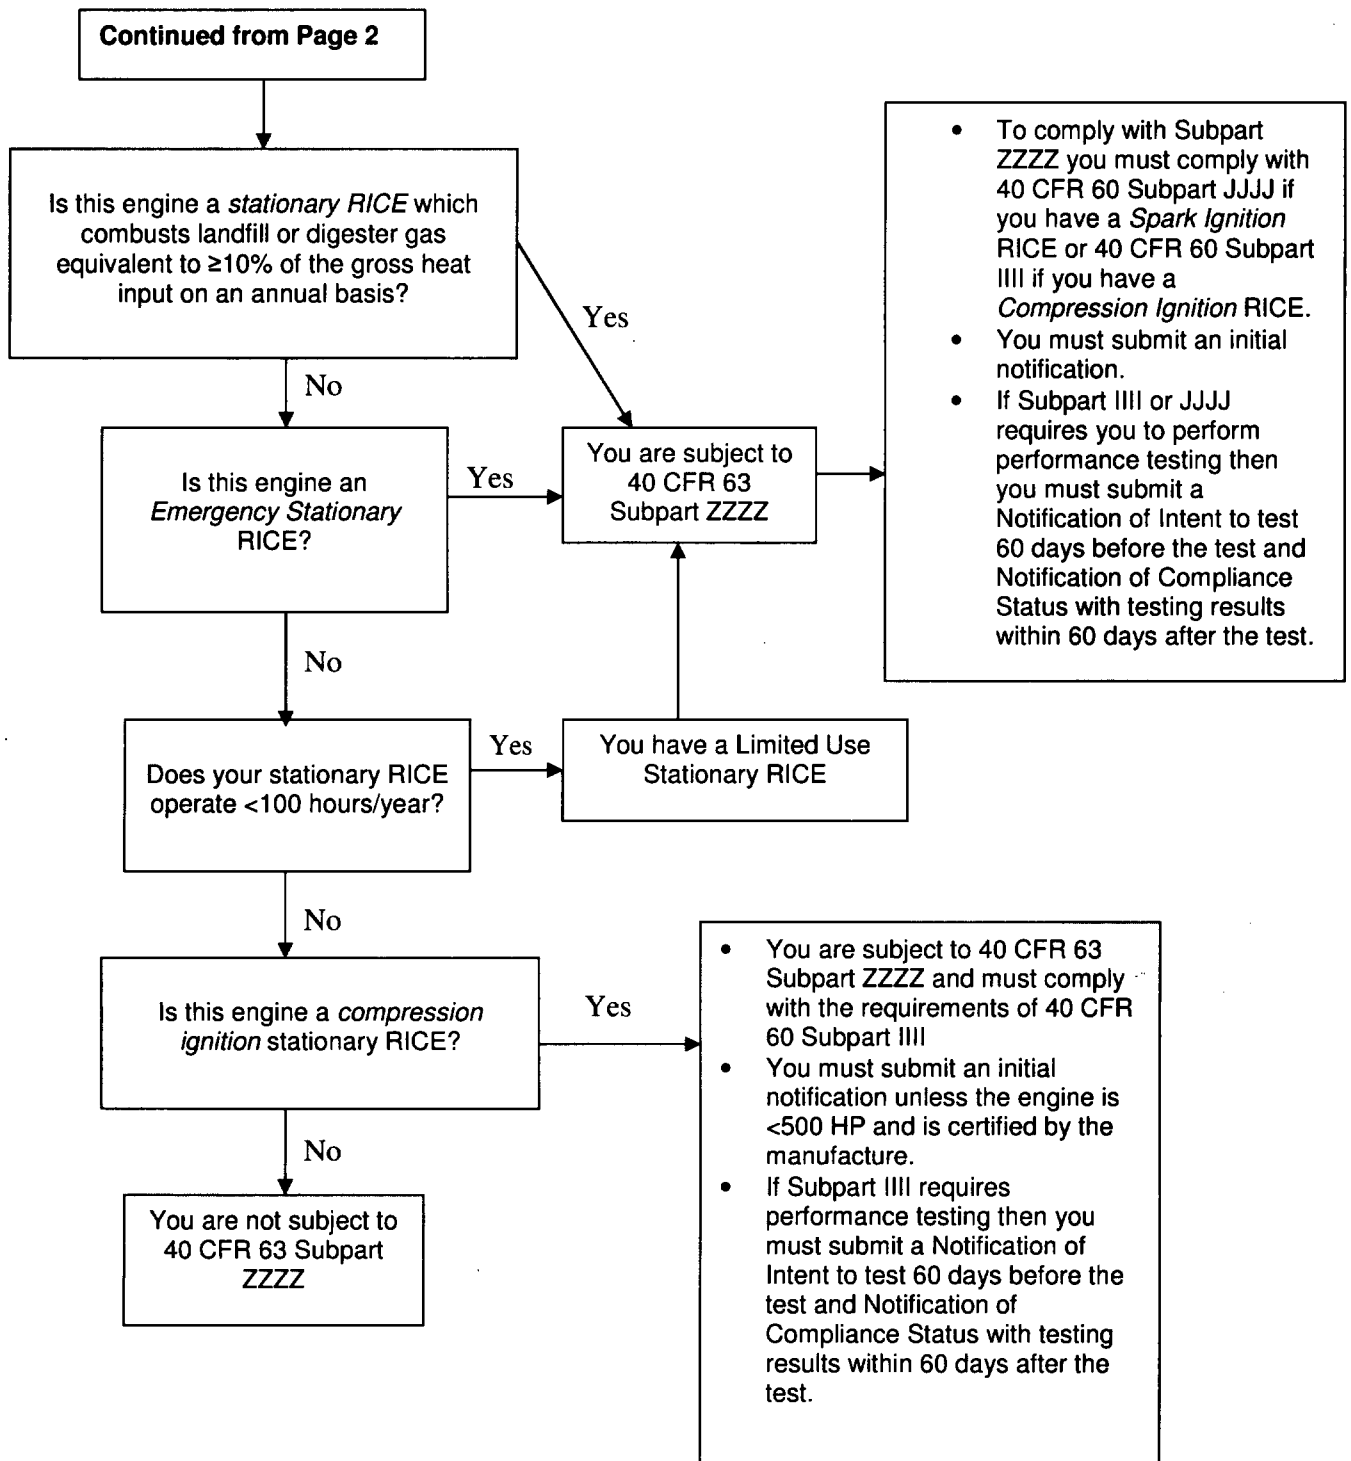 Continued from Page 2
Is this engine a stationary RICE which
combusts landfill or digester gas
equivalent to ≥10% of the gross heat
input on an annual basis?
Yes
No
Is this engine an
Emergency Stationary
RICE?
Yes
You are subject to
40 CFR 63
Subpart ZZZZ
• To comply with Subpart
ZZZZ you must comply with
40 CFR 60 Subpart JJJJ if
you have a Spark Ignition
RICE or 40 CFR 60 Subpart
IIII if you have a
Compression Ignition RICE.
• You must submit an initial
notification.
• If Subpart IIII or JJJJ
requires you to perform
performance testing then
you must submit a
Notification of Intent to test
60 days before the test and
Notification of Compliance
Status with testing results
within 60 days after the test.
No
Does your stationary RICE
operate <100 hours/year?
Yes
You have a Limited Use
Stationary RICE
No
Is this engine a compression
ignition stationary RICE?
Yes
• You are subject to 40 CFR 63
Subpart ZZZZ and must comply
with the requirements of 40 CFR
60 Subpart IIII
• You must submit an initial
notification unless the engine is
<500 HP and is certified by the
manufacture.
• If Subpart IIII requires
performance testing then you
must submit a Notification of
Intent to test 60 days before the
test and Notification of
Compliance Status with testing
results within 60 days after the
test.
No
You are not subject to
40 CFR 63 Subpart
ZZZZ